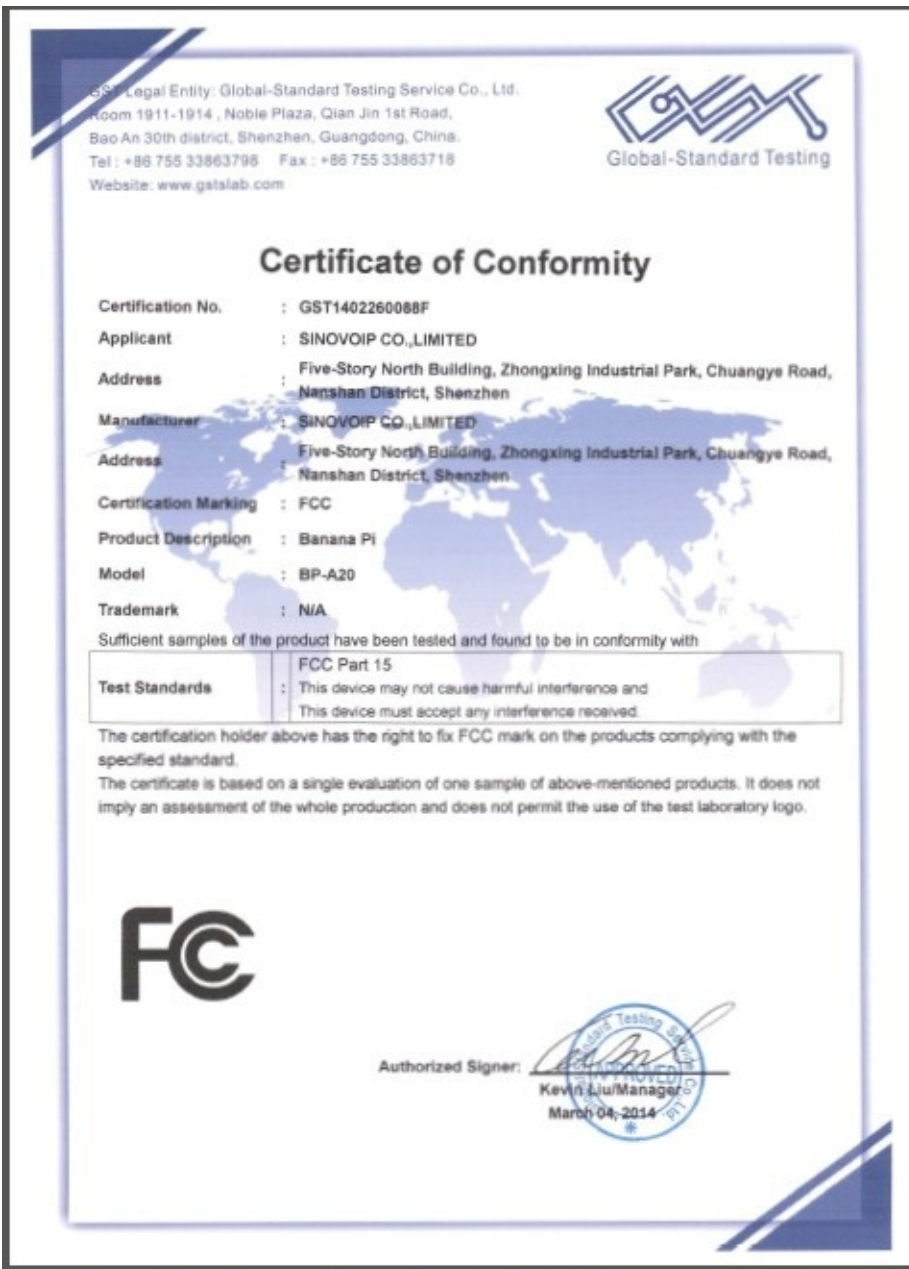 GST Legal Entity: Global-Standard Testing Service Co., Ltd.
Room 1911-1914 , Noble Plaza, Qian Jin 1st Road,
Bao An 30th district, Shenzhen, Guangdong, China.
Tel : +86 755 33863798 Fax : +86 755 33863718
Website: www.gstslab.com
GST
Global-Standard Testing
Certificate of Conformity
Certification No. : GST1402260088F
Applicant : SINOVOIP CO.,LIMITED
Address : Five-Story North Building, Zhongxing Industrial Park, Chuangye Road,
Nanshan District, Shenzhen
Manufacturer : SINOVOIP CO.,LIMITED
Address : Five-Story North Building, Zhongxing Industrial Park, Chuangye Road,
Nanshan District, Shenzhen
Certification Marking : FCC
Product Description : Banana Pi
Model : BP-A20
Trademark : N/A
Sufficient samples of the product have been tested and found to be in conformity with
Test Standards : FCC Part 15
This device may not cause harmful interference and
This device must accept any interference received.
The certification holder above has the right to fix FCC mark on the products complying with the
specified standard.
The certificate is based on a single evaluation of one sample of above-mentioned products. It does not
imply an assessment of the whole production and does not permit the use of the test laboratory logo.
FC
Authorized Signer:
Standard Testing Service Co., Ltd
APPROVED
Kevin Liu/Manager
March 04, 2014